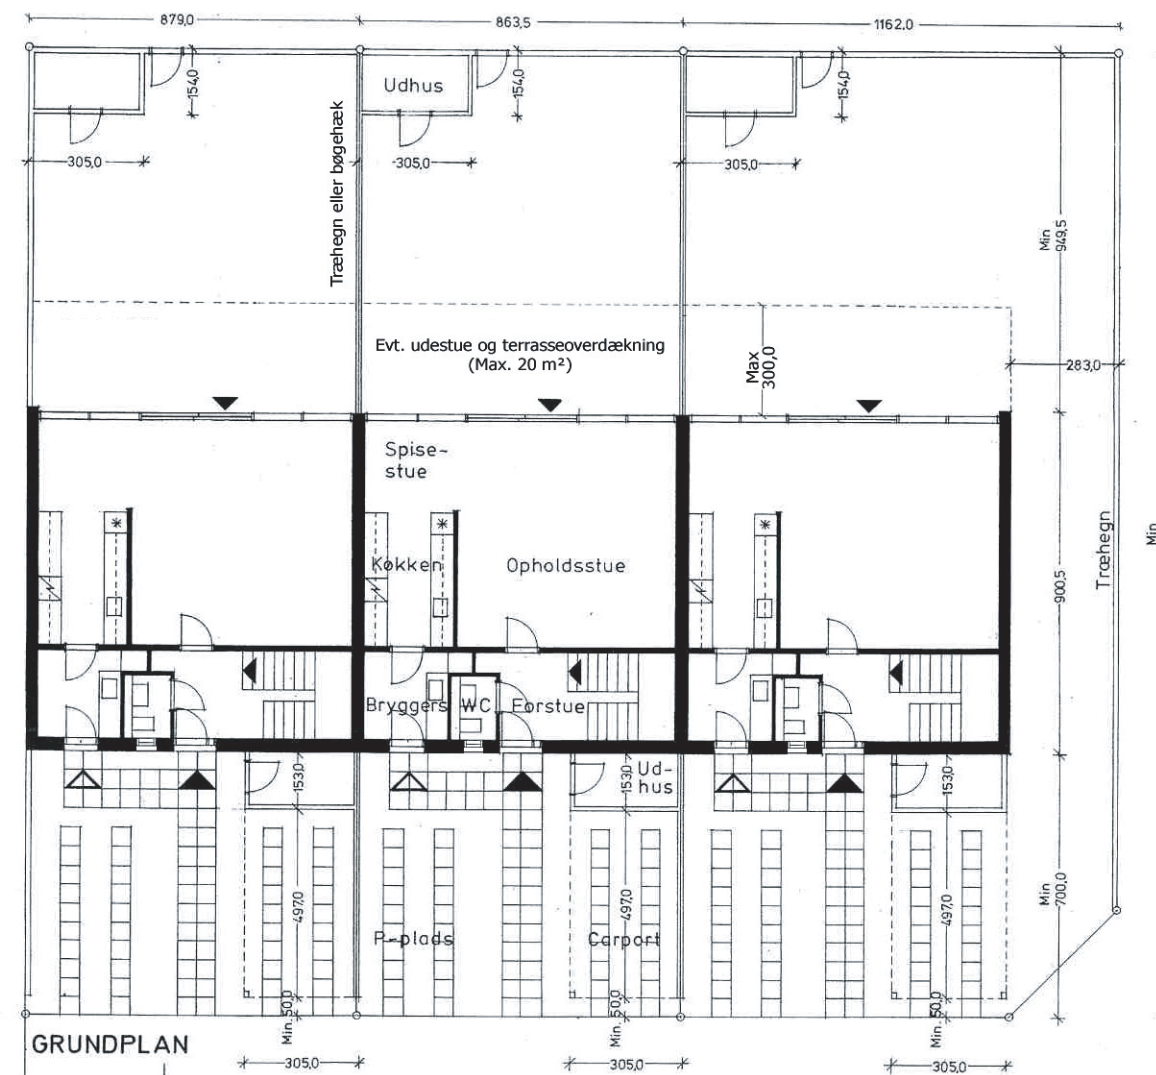 879,0
863,5
1162,0
Udhus
154,0
154,0
154,0
305,0
305,0
305,0
Træhegn eller bøgehæk
Min
949,5
Evt. udestue og terrasseoverdækning
(Max. 20 m²)
Max
300,0
283,0
Spise-
stue
Køkken
Opholdsstue
Træhegn
Min
900,5
Bryggers
WC
Forstue
153,0
153,0
Ud-
hus
153,0
Min
700,0
497,0
497,0
497,0
P-plads
Carport
Min. 50,0
Min. 50,0
Min. 50,0
GRUNDPLAN
305,0
305,0
305,0